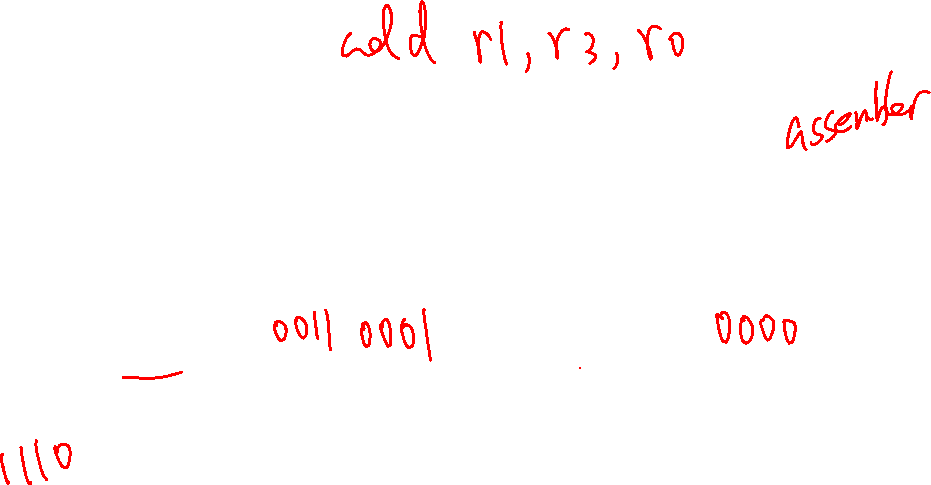 add r1, r3, r0
assembler
0011 0001 0000
1110